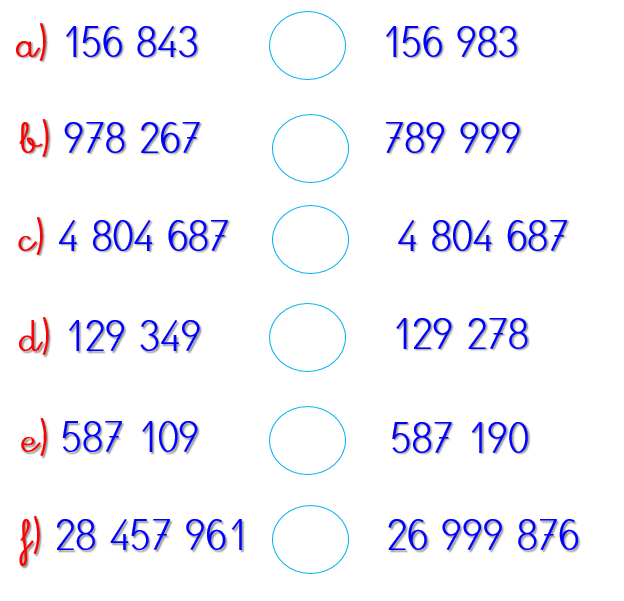 a) 156 843 156 983
b) 978 267 789 999
c) 4 804 687 4 804 687
d) 129 349 129 278
e) 587 109 587 190
f) 28 457 961 26 999 876